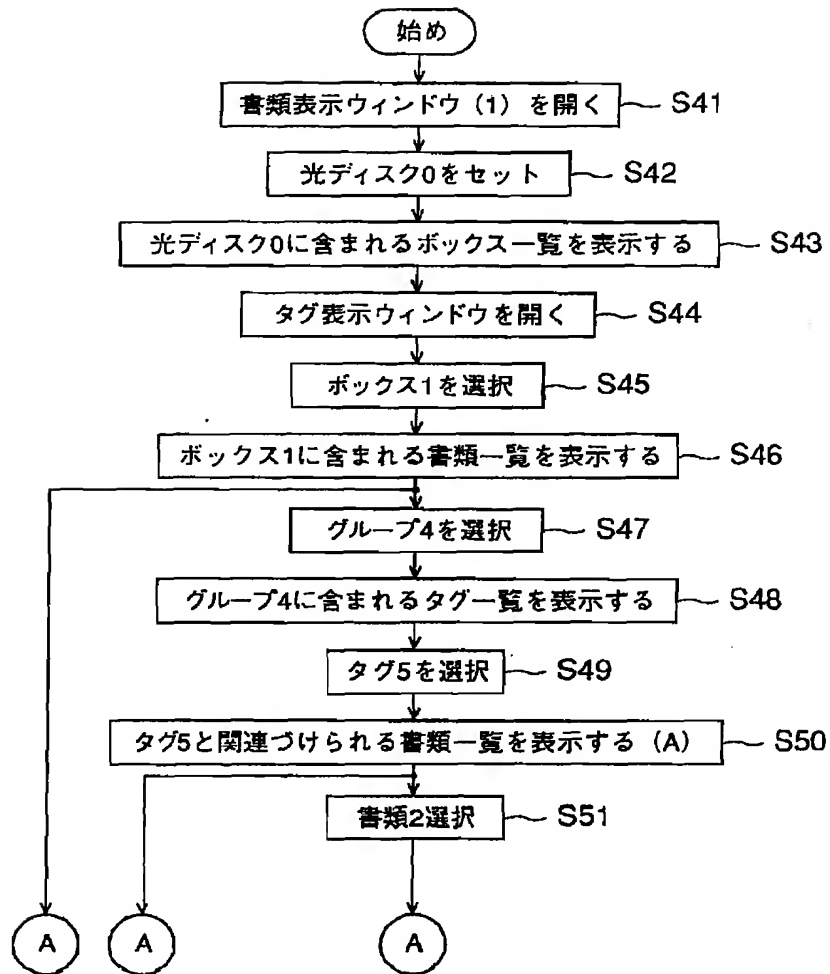 始め
書類表示ウィンドウ(1)を開く S41
光ディスク0をセット S42
光ディスク0に含まれるボックス一覧を表示する S43
タグ表示ウィンドウを開く S44
ボックス1を選択 S45
ボックス1に含まれる書類一覧を表示する S46
グループ4を選択 S47
グループ4に含まれるタグ一覧を表示する S48
タグ5を選択 S49
タグ5と関連づけられる書類一覧を表示する(A) S50
書類2選択 S51
A A A